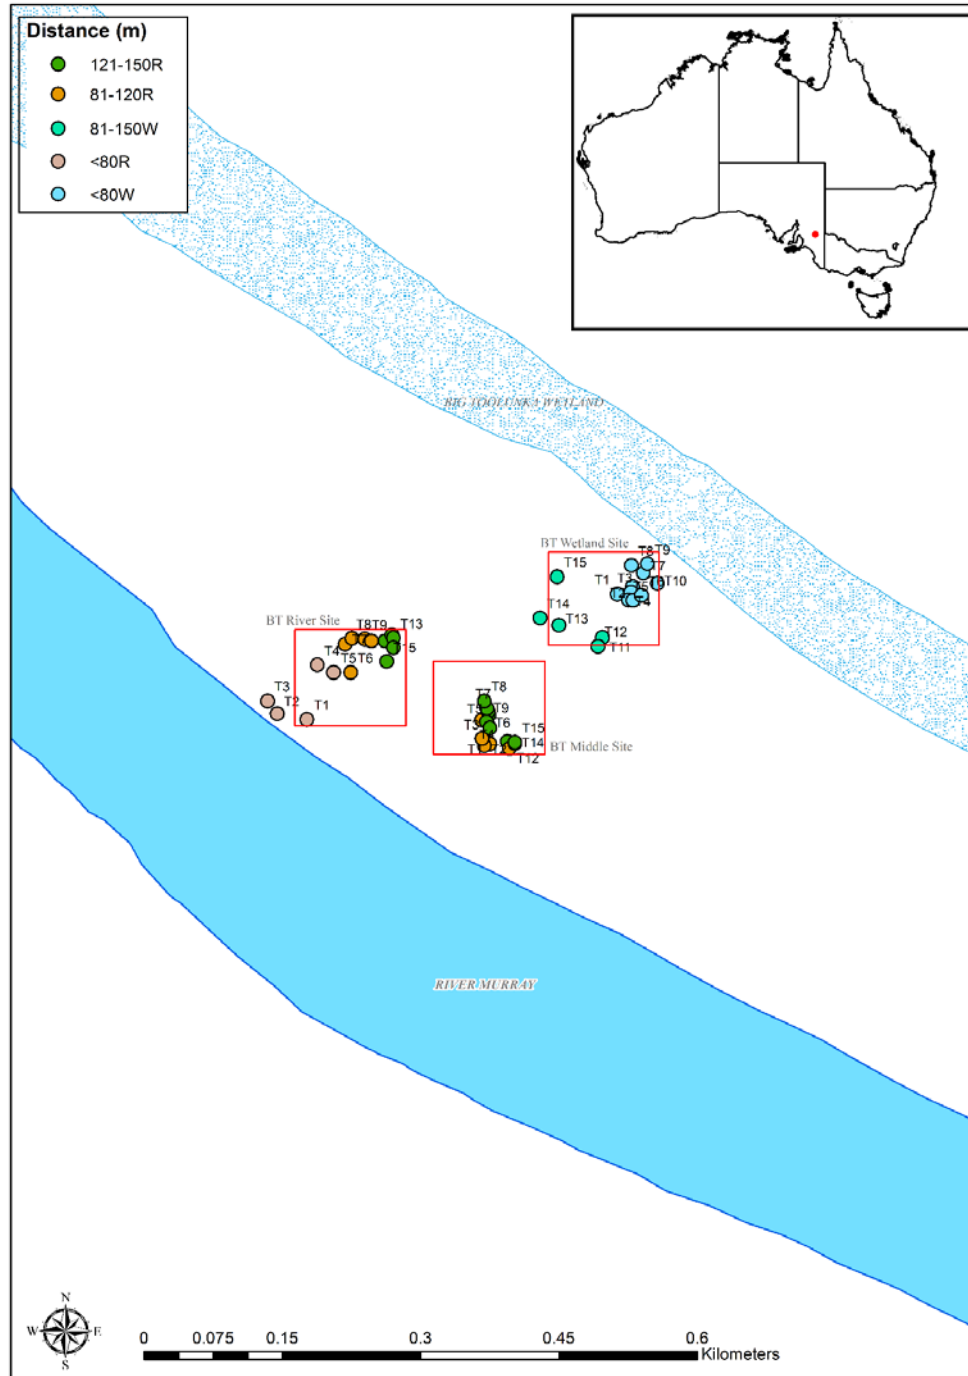 Distance (m)
121-150R
81-120R
81-150W
<80R
<80W
BIG TOOLUNKA WETLAND
BT Wetland Site
T8 T9
T7
T15
T1 T3
T10
T14
T13
T12
T11
BT River Site
T8 T9 T13
T4
T5 T6
T3
T2
T1
T8
T7
T9
T6
T15
T14
T12
BT Middle Site
RIVER MURRAY
N
W E
S
0 0.075 0.15 0.3 0.45 0.6
Kilometers